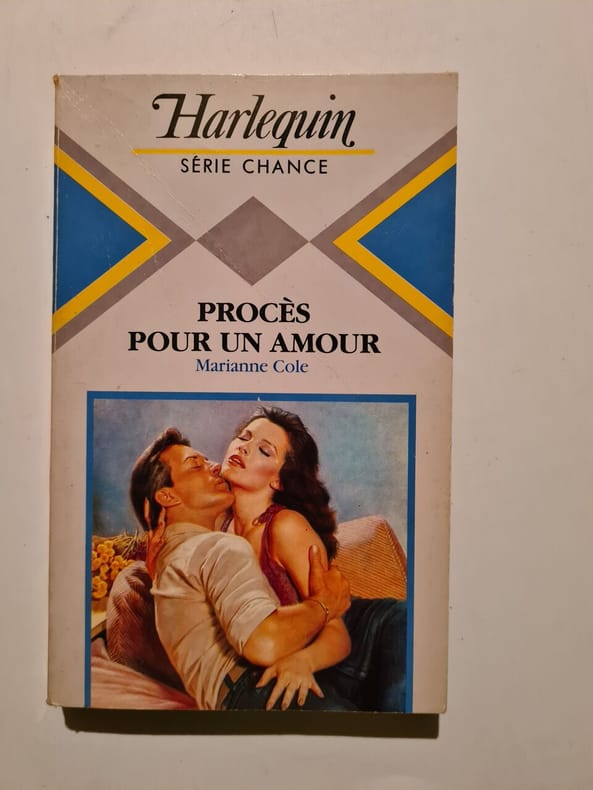 Harlequin
SÉRIE CHANCE
PROCÈS
POUR UN AMOUR
Marianne Cole